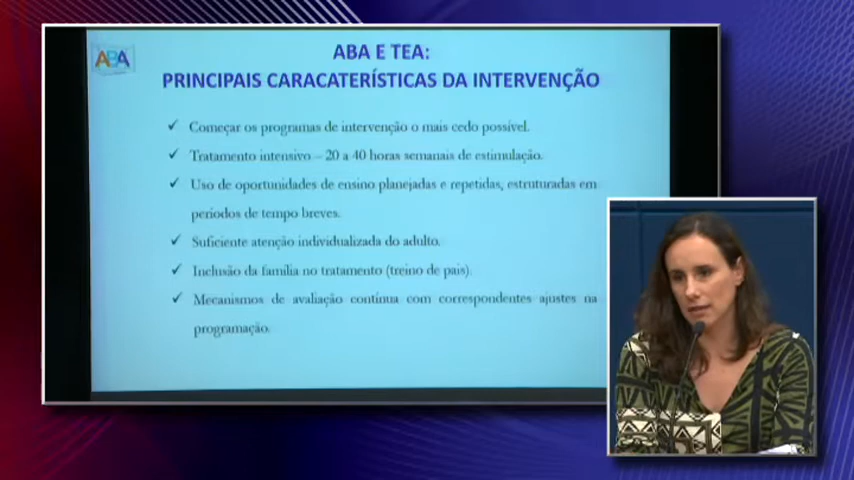 ABA
ABA E TEA:
PRINCIPAIS CARACATERÍSTICAS DA INTERVENÇÃO
✓ Começar os programas de intervenção o mais cedo possível.
✓ Tratamento intensivo – 20 a 40 horas semanais de estimulação.
✓ Uso de oportunidades de ensino planejadas e repetidas, estruturadas em
períodos de tempo breves.
✓ Suficiente atenção individualizada do adulto.
✓ Inclusão da família no tratamento (treino de pais).
✓ Mecanismos de avaliação contínua com correspondentes ajustes na
programação.